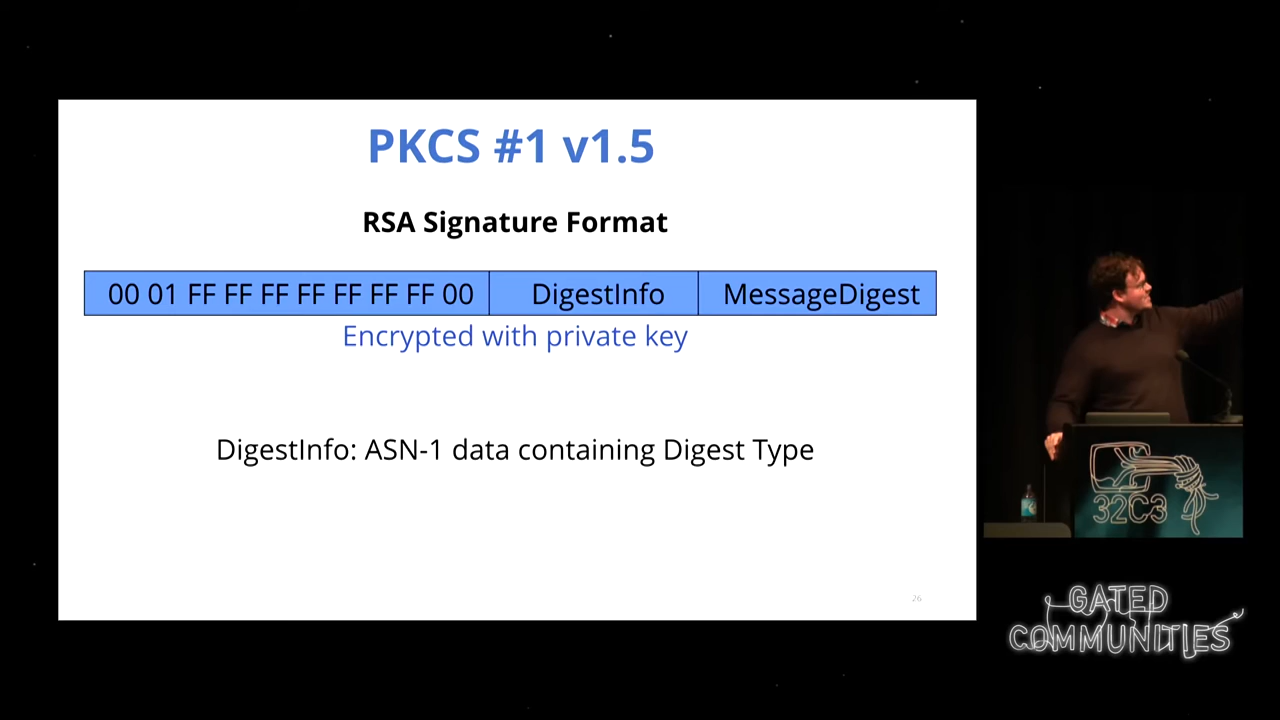 PKCS #1 v1.5
RSA Signature Format
00 01 FF FF FF FF FF FF FF 00 DigestInfo MessageDigest
Encrypted with private key
DigestInfo: ASN-1 data containing Digest Type
26
32C3
GATED
COMMUNITIES